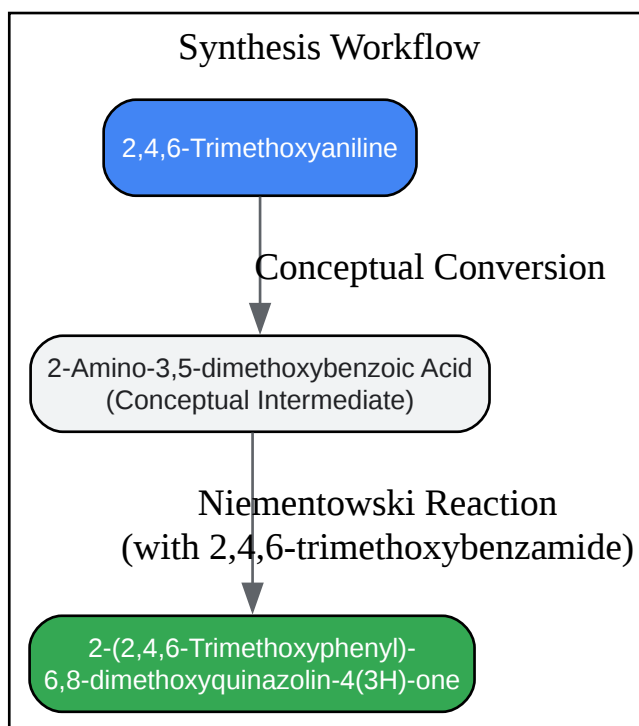 Synthesis Workflow
2,4,6-Trimethoxyaniline
Conceptual Conversion
2-Amino-3,5-dimethoxybenzoic Acid
(Conceptual Intermediate)
Niementowski Reaction
(with 2,4,6-trimethoxybenzamide)
2-(2,4,6-Trimethoxyphenyl)-
6,8-dimethoxyquinazolin-4(3H)-one